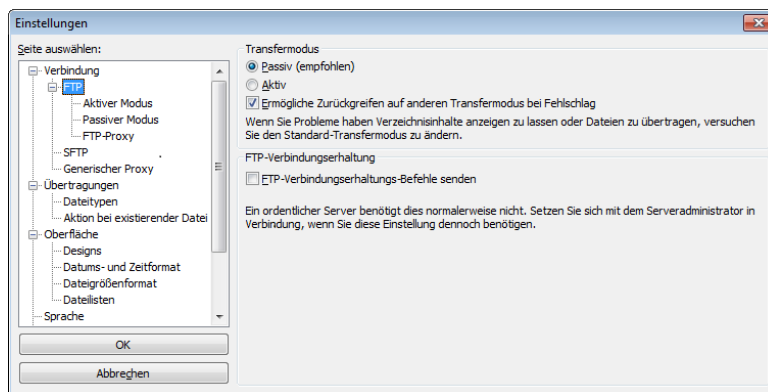 Einstellungen
Seite auswählen:
Verbindung
FTP
Aktiver Modus
Passiver Modus
FTP-Proxy
SFTP
Generischer Proxy
Übertragungen
Dateitypen
Aktion bei existierender Datei
Oberfläche
Designs
Datums- und Zeitformat
Dateigrößenformat
Dateilisten
Sprache
OK
Abbrechen
Transfermodus
Passiv (empfohlen)
Aktiv
Ermögliche Zurückgreifen auf anderen Transfermodus bei Fehlschlag
Wenn Sie Probleme haben Verzeichnisinhalte anzeigen zu lassen oder Dateien zu übertragen, versuchen
Sie den Standard-Transfermodus zu ändern.
FTP-Verbindungserhaltung
FTP-Verbindungserhaltungs-Befehle senden
Ein ordentlicher Server benötigt dies normalerweise nicht. Setzen Sie sich mit dem Serveradministrator in
Verbindung, wenn Sie diese Einstellung dennoch benötigen.